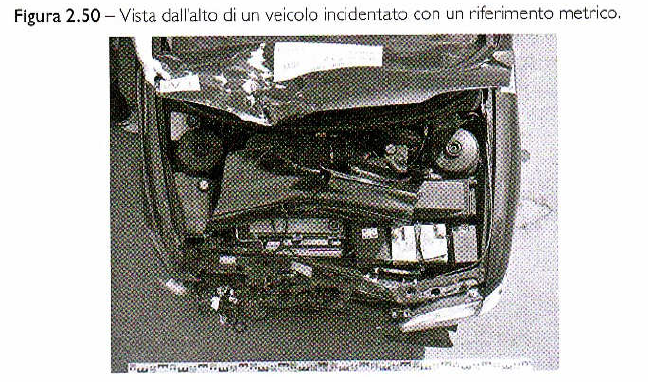 Figura 2.50 – Vista dall'alto di un veicolo incidentato con un riferimento metrico.